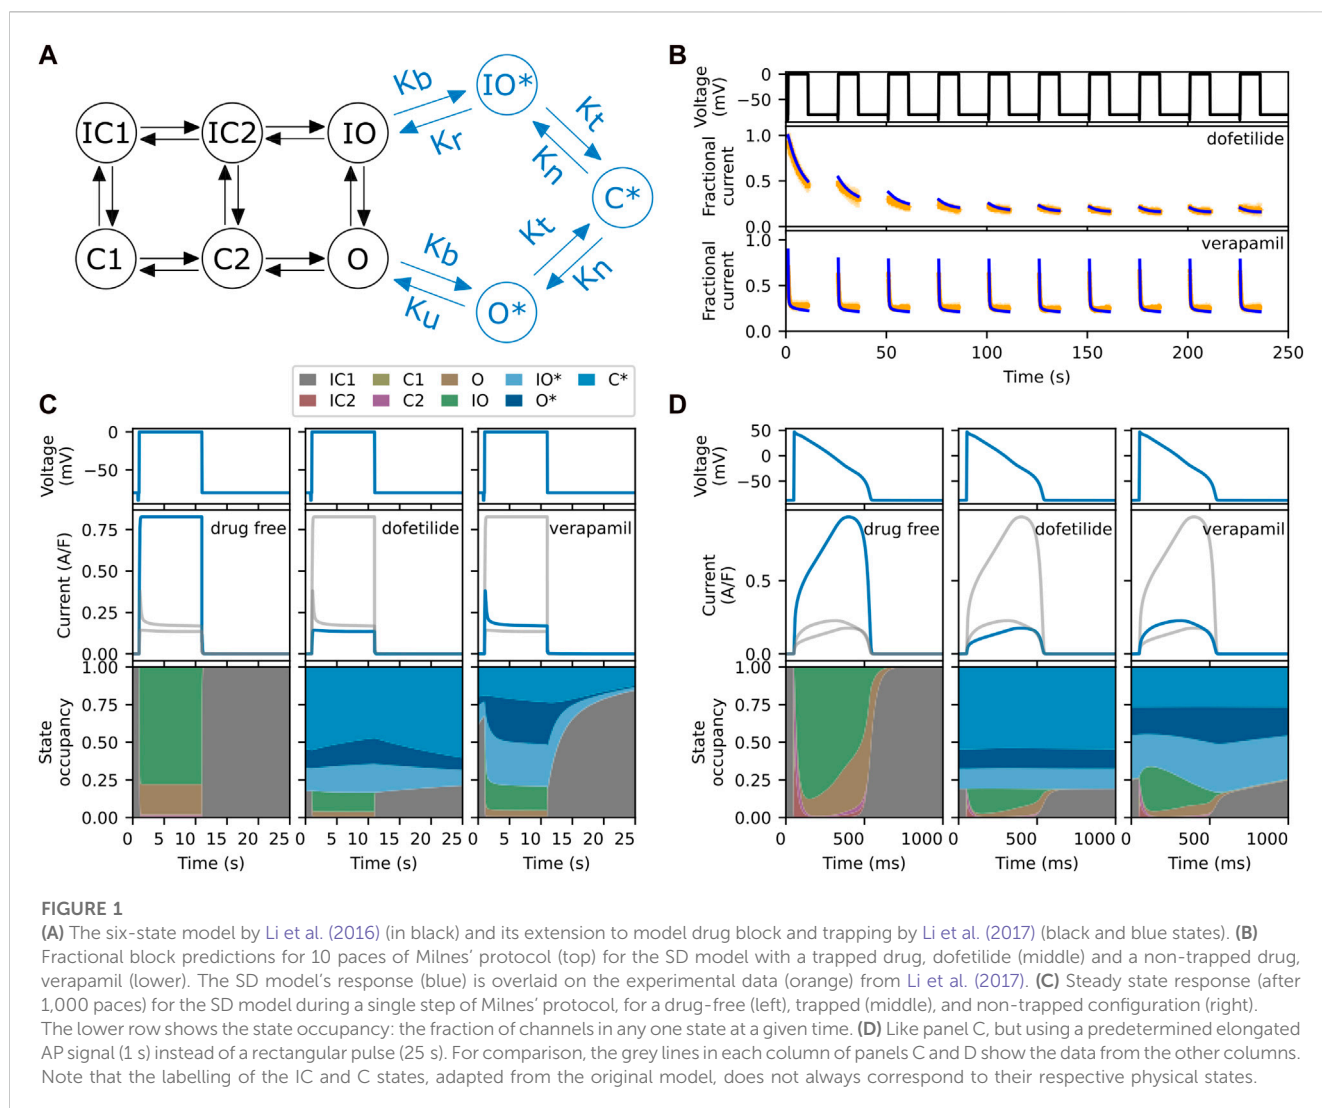 A
IC1
IC2
IO
C1
C2
O
Kb
Kr
IO*
Kt
Kn
C*
Kt
Kn
Kb
Ku
O*
B
Voltage
(mV)
0
−50
Fractional
current
1.0
0.5
0.0
dofetilide
Fractional
current
1.0
0.5
0.0
verapamil
0 50 100 150 200 250
Time (s)
IC1 C1 O IO* C*
IC2 C2 IO O*
C
Voltage
(mV)
0
−50
Current (A/F)
0.75
0.50
0.25
0.00
drug free
dofetilide
verapamil
State
occupancy
1.00
0.75
0.50
0.25
0.00
0 5 10 15 20 25
0 5 10 15 20 25
0 5 10 15 20 25
Time (s)
Time (s)
Time (s)
D
Voltage
(mV)
50
0
−50
Current
(A/F)
0.5
0.0
drug free
dofetilide
verapamil
State
occupancy
1.00
0.75
0.50
0.25
0.00
0 500 1000
0 500 1000
0 500 1000
Time (ms)
Time (ms)
Time (ms)
FIGURE 1
(A) The six-state model by Li et al. (2016) (in black) and its extension to model drug block and trapping by Li et al. (2017) (black and blue states). (B)
Fractional block predictions for 10 paces of Milnes’ protocol (top) for the SD model with a trapped drug, dofetilide (middle) and a non-trapped drug,
verapamil (lower). The SD model’s response (blue) is overlaid on the experimental data (orange) from Li et al. (2017). (C) Steady state response (after
1,000 paces) for the SD model during a single step of Milnes’ protocol, for a drug-free (left), trapped (middle), and non-trapped configuration (right).
The lower row shows the state occupancy: the fraction of channels in any one state at a given time. (D) Like panel C, but using a predetermined elongated
AP signal (1 s) instead of a rectangular pulse (25 s). For comparison, the grey lines in each column of panels C and D show the data from the other columns.
Note that the labelling of the IC and C states, adapted from the original model, does not always correspond to their respective physical states.